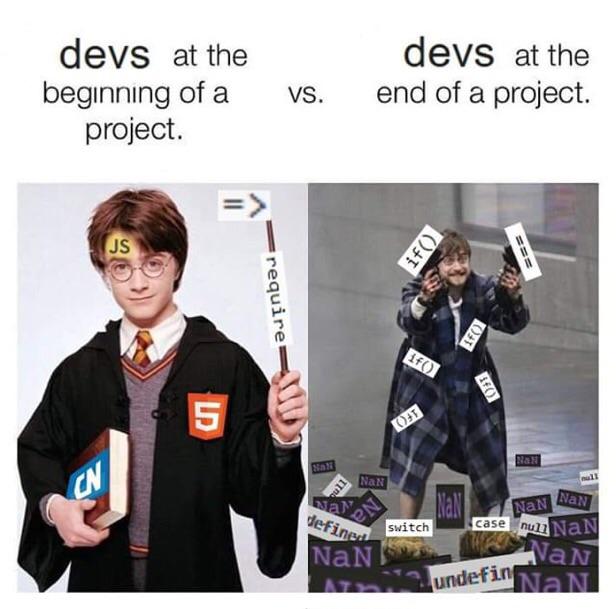 devs at the
beginning of a
project.
vs.
devs at the
end of a project.
=>
JS
require
5
CN
if()
===
if()
if()
if()
if()
NaN
null
NaN
NaN
NaN
defined
NaN
switch
NaN
case
NaN
null
NaN
NaN
null
NaN
NaN
undefin
NaN